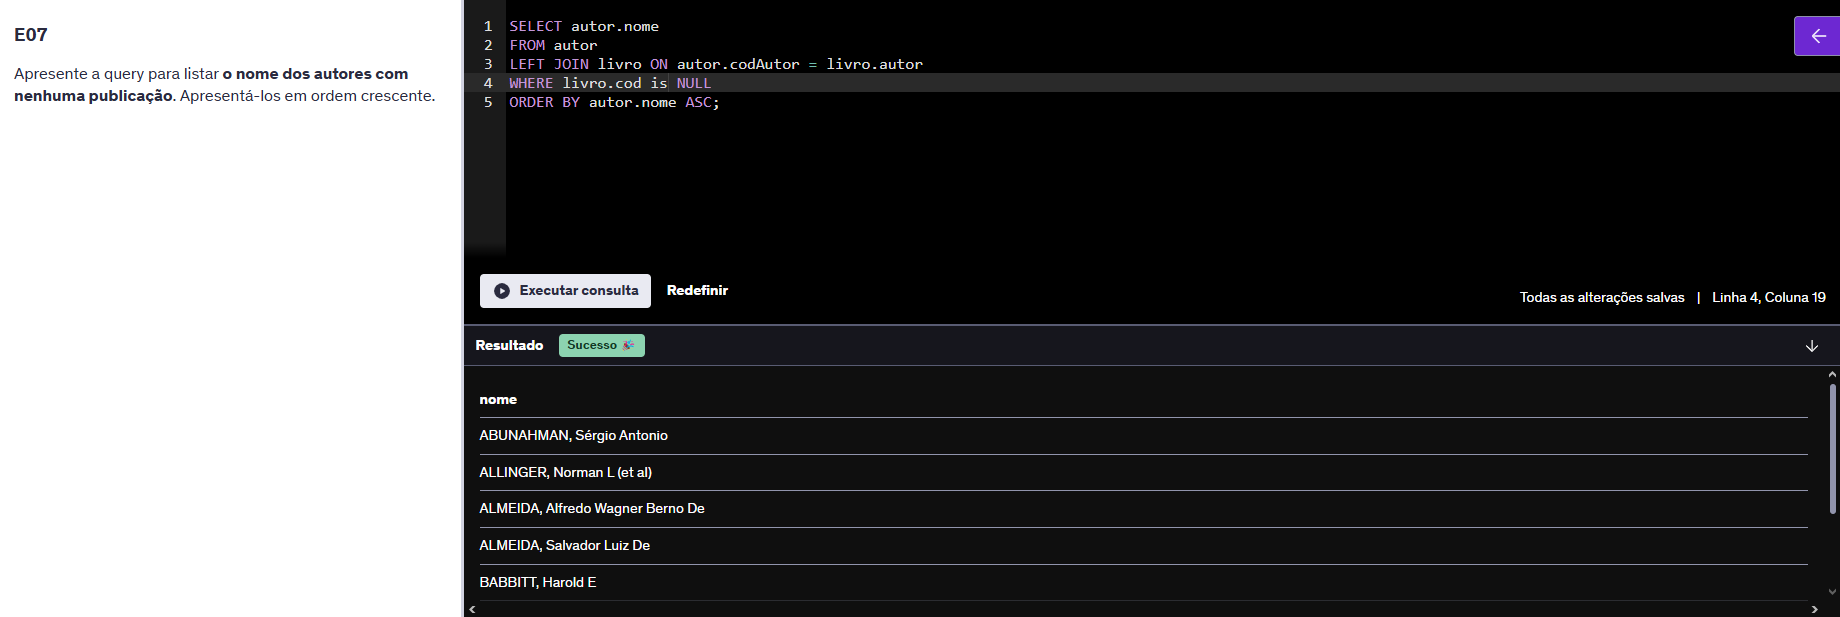 E07
Apresente a query para listar o nome dos autores com
nenhuma publicação. Apresentá-los em ordem crescente.
1 SELECT autor.nome
2 FROM autor
3 LEFT JOIN livro ON autor.codAutor = livro.autor
4 WHERE livro.cod is NULL
5 ORDER BY autor.nome ASC;
Executar consulta
Redefinir
Todas as alterações salvas | Linha 4, Coluna 19
Resultado
Sucesso 🎉
nome
ABUNAHMAN, Sérgio Antonio
ALLINGER, Norman L (et al)
ALMEIDA, Alfredo Wagner Berno De
ALMEIDA, Salvador Luiz De
BABBITT, Harold E